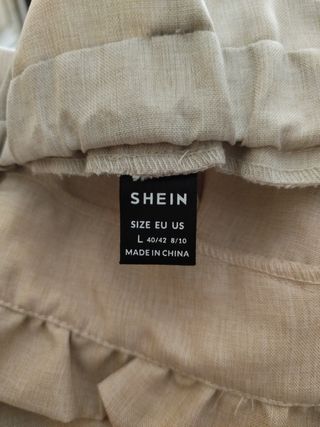 SHEIN
SIZE EU US
L 40/42 8/10
MADE IN CHINA